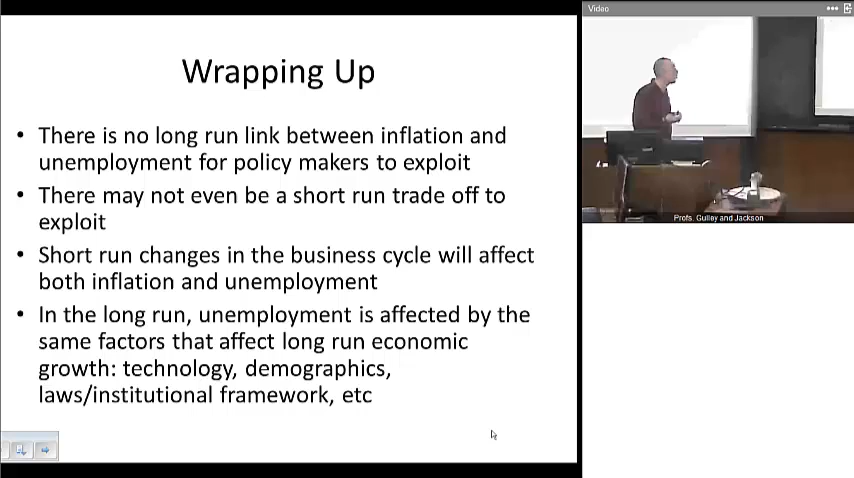 Wrapping Up
• There is no long run link between inflation and
unemployment for policy makers to exploit
• There may not even be a short run trade off to
exploit
• Short run changes in the business cycle will affect
both inflation and unemployment
• In the long run, unemployment is affected by the
same factors that affect long run economic
growth: technology, demographics,
laws/institutional framework, etc
Video
Profs. Gulley and Jackson